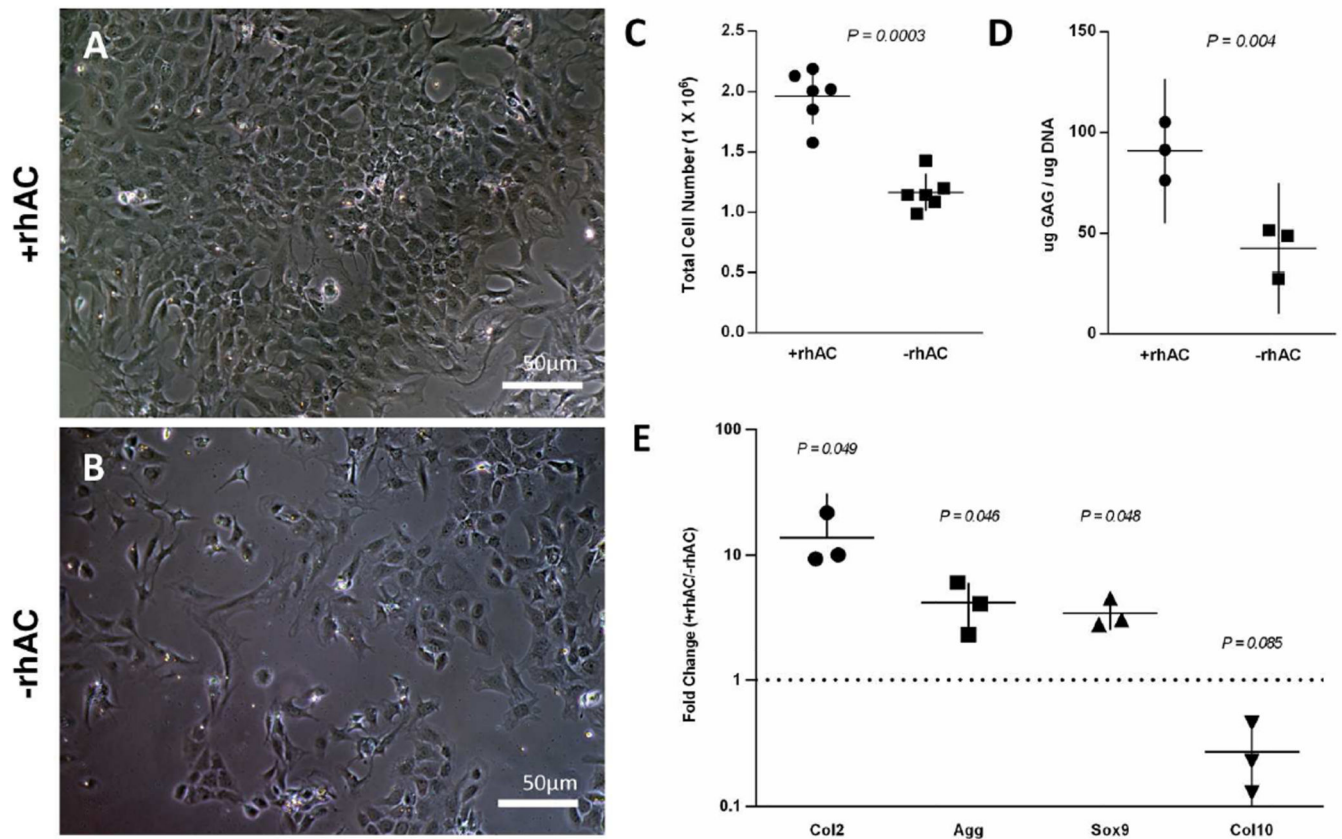 +rhAC
A
50µm
-rhAC
B
50µm
C
P = 0.0003
Total Cell Number (1 X 10⁶)
2.5
2.0
1.5
1.0
0.5
0.0
+rhAC -rhAC
D
P = 0.004
ug GAG / ug DNA
150
100
50
0
+rhAC -rhAC
E
Fold Change (+rhAC/-rhAC)
100
10
1
0.1
P = 0.049
P = 0.046
P = 0.048
P = 0.085
Col2 Agg Sox9 Col10